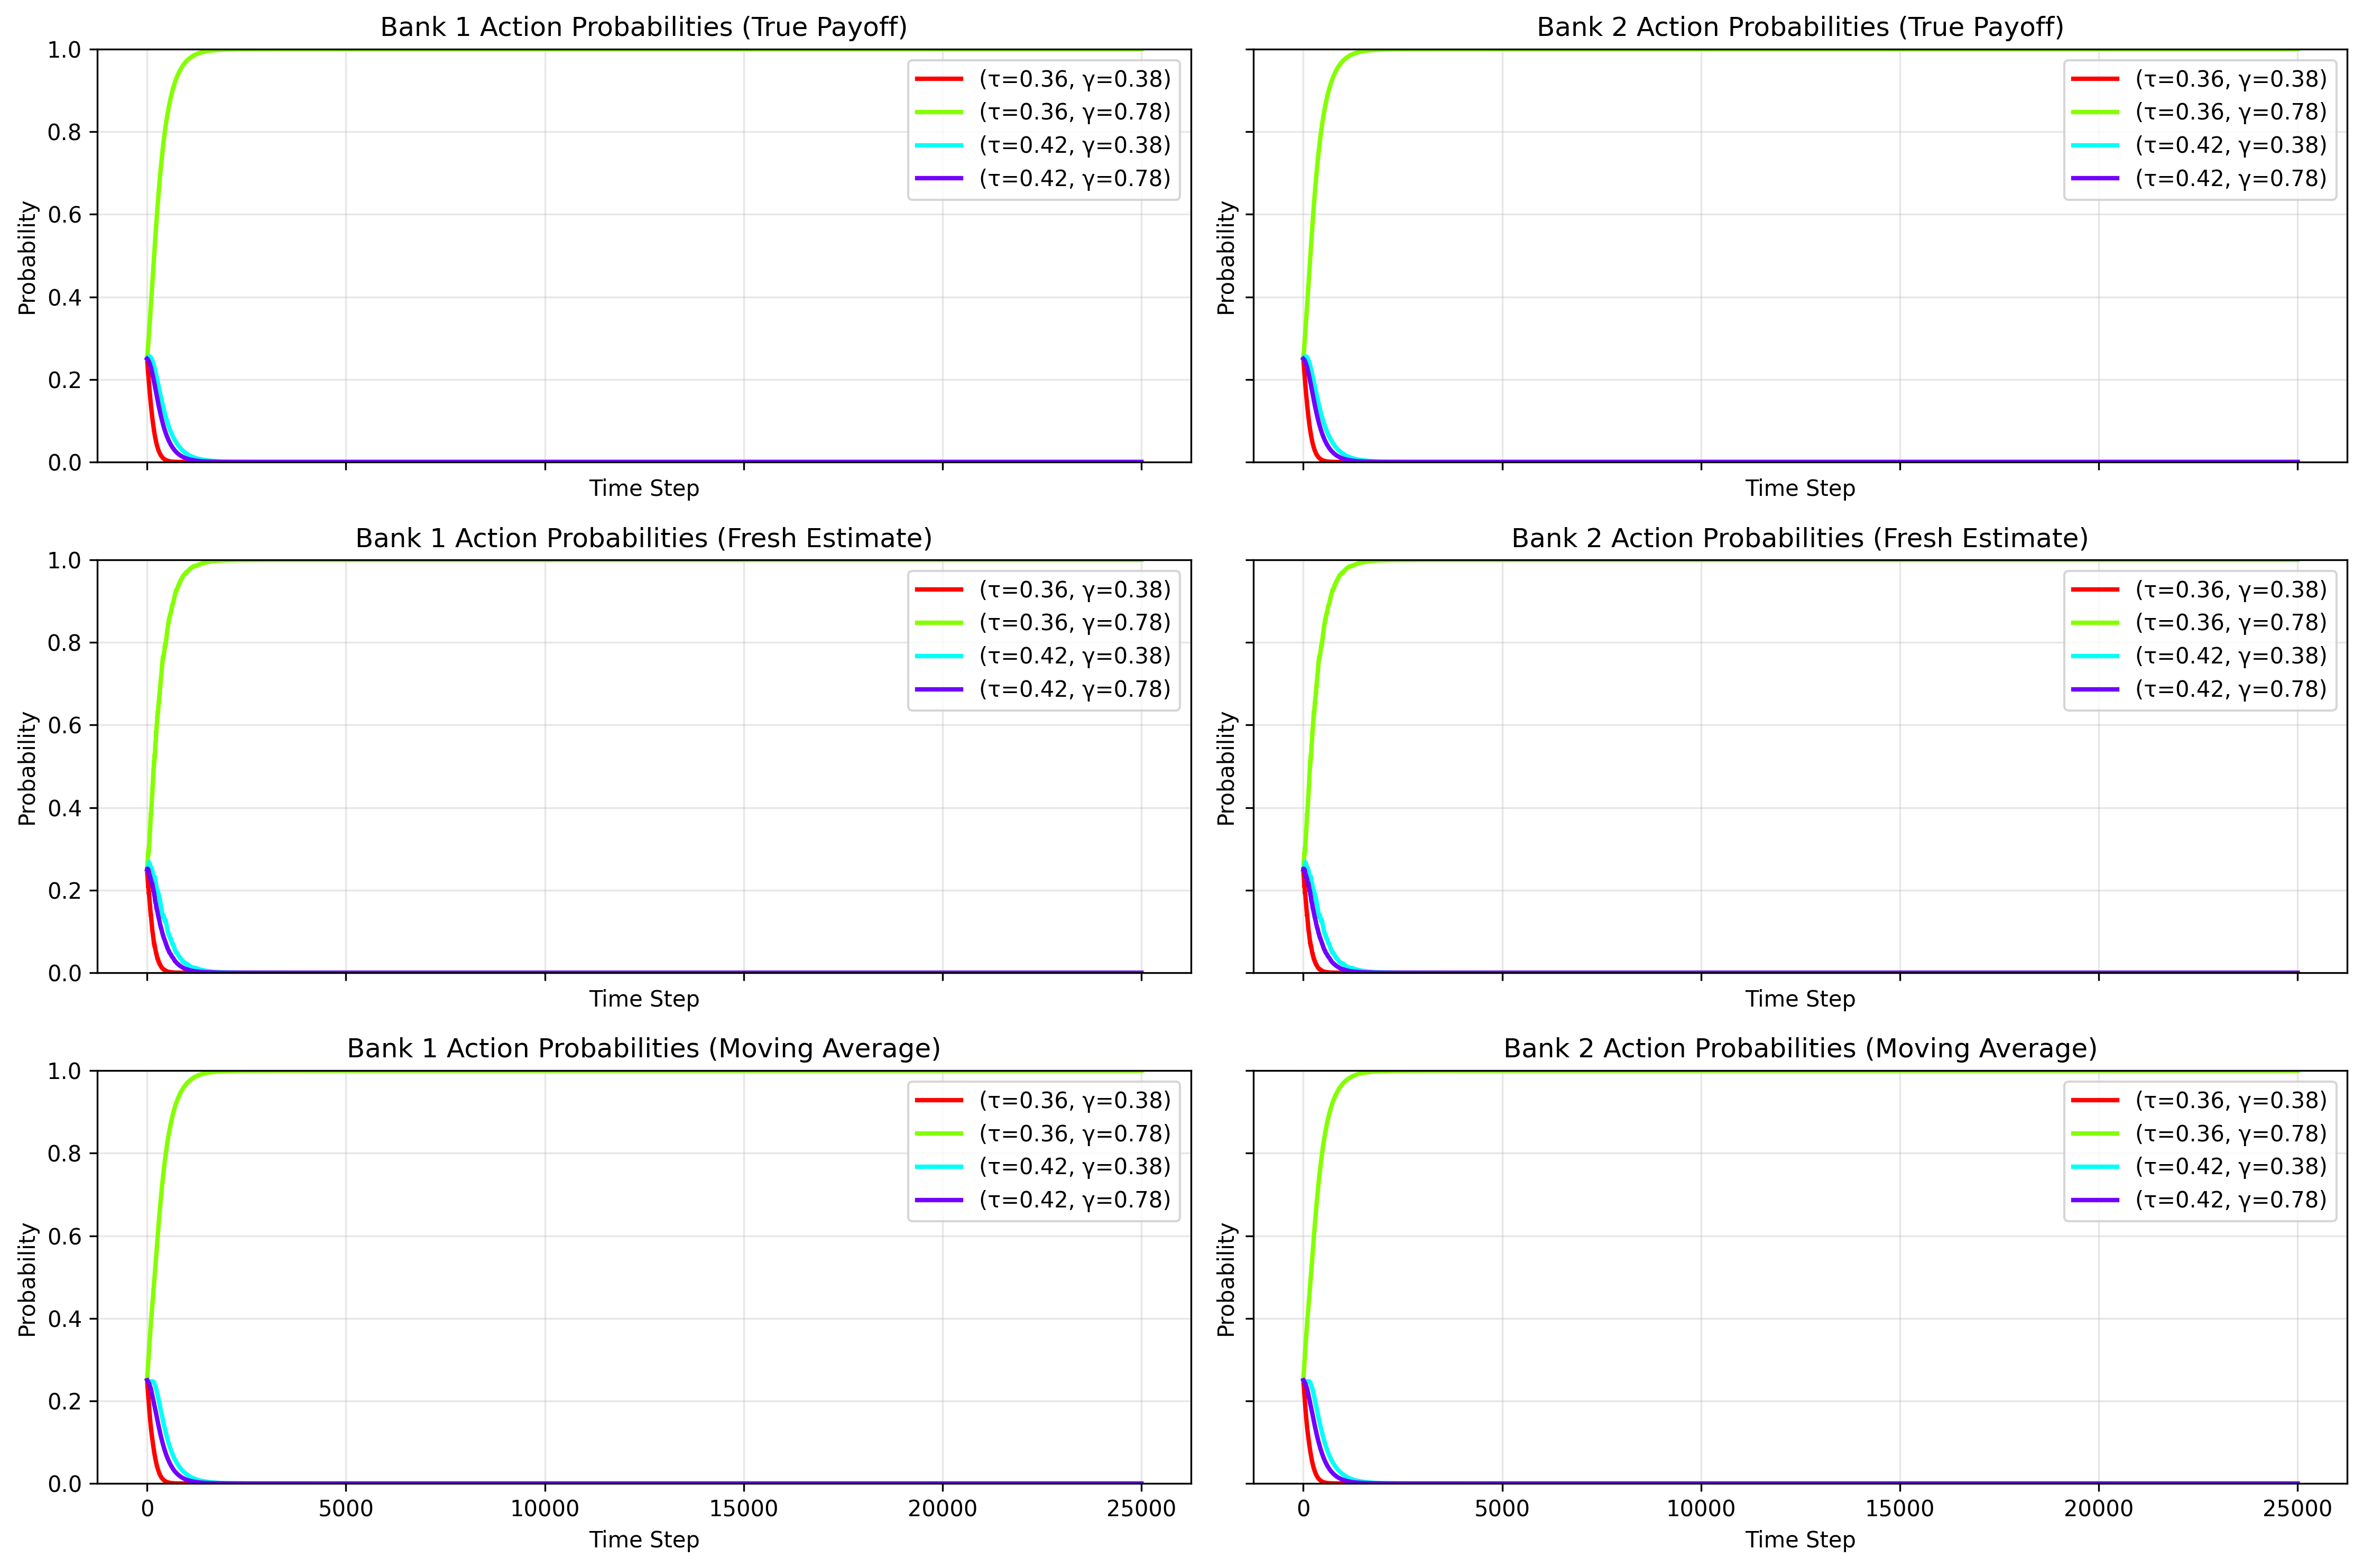 Bank 1 Action Probabilities (True Payoff)
1.0
0.8
0.6
0.4
0.2
0.0
Probability
(τ=0.36, γ=0.38)
(τ=0.36, γ=0.78)
(τ=0.42, γ=0.38)
(τ=0.42, γ=0.78)
Time Step
Bank 2 Action Probabilities (True Payoff)
Probability
(τ=0.36, γ=0.38)
(τ=0.36, γ=0.78)
(τ=0.42, γ=0.38)
(τ=0.42, γ=0.78)
Time Step
Bank 1 Action Probabilities (Fresh Estimate)
1.0
0.8
0.6
0.4
0.2
0.0
Probability
(τ=0.36, γ=0.38)
(τ=0.36, γ=0.78)
(τ=0.42, γ=0.38)
(τ=0.42, γ=0.78)
Time Step
Bank 2 Action Probabilities (Fresh Estimate)
Probability
(τ=0.36, γ=0.38)
(τ=0.36, γ=0.78)
(τ=0.42, γ=0.38)
(τ=0.42, γ=0.78)
Time Step
Bank 1 Action Probabilities (Moving Average)
1.0
0.8
0.6
0.4
0.2
0.0
Probability
(τ=0.36, γ=0.38)
(τ=0.36, γ=0.78)
(τ=0.42, γ=0.38)
(τ=0.42, γ=0.78)
0 5000 10000 15000 20000 25000
Time Step
Bank 2 Action Probabilities (Moving Average)
Probability
(τ=0.36, γ=0.38)
(τ=0.36, γ=0.78)
(τ=0.42, γ=0.38)
(τ=0.42, γ=0.78)
0 5000 10000 15000 20000 25000
Time Step